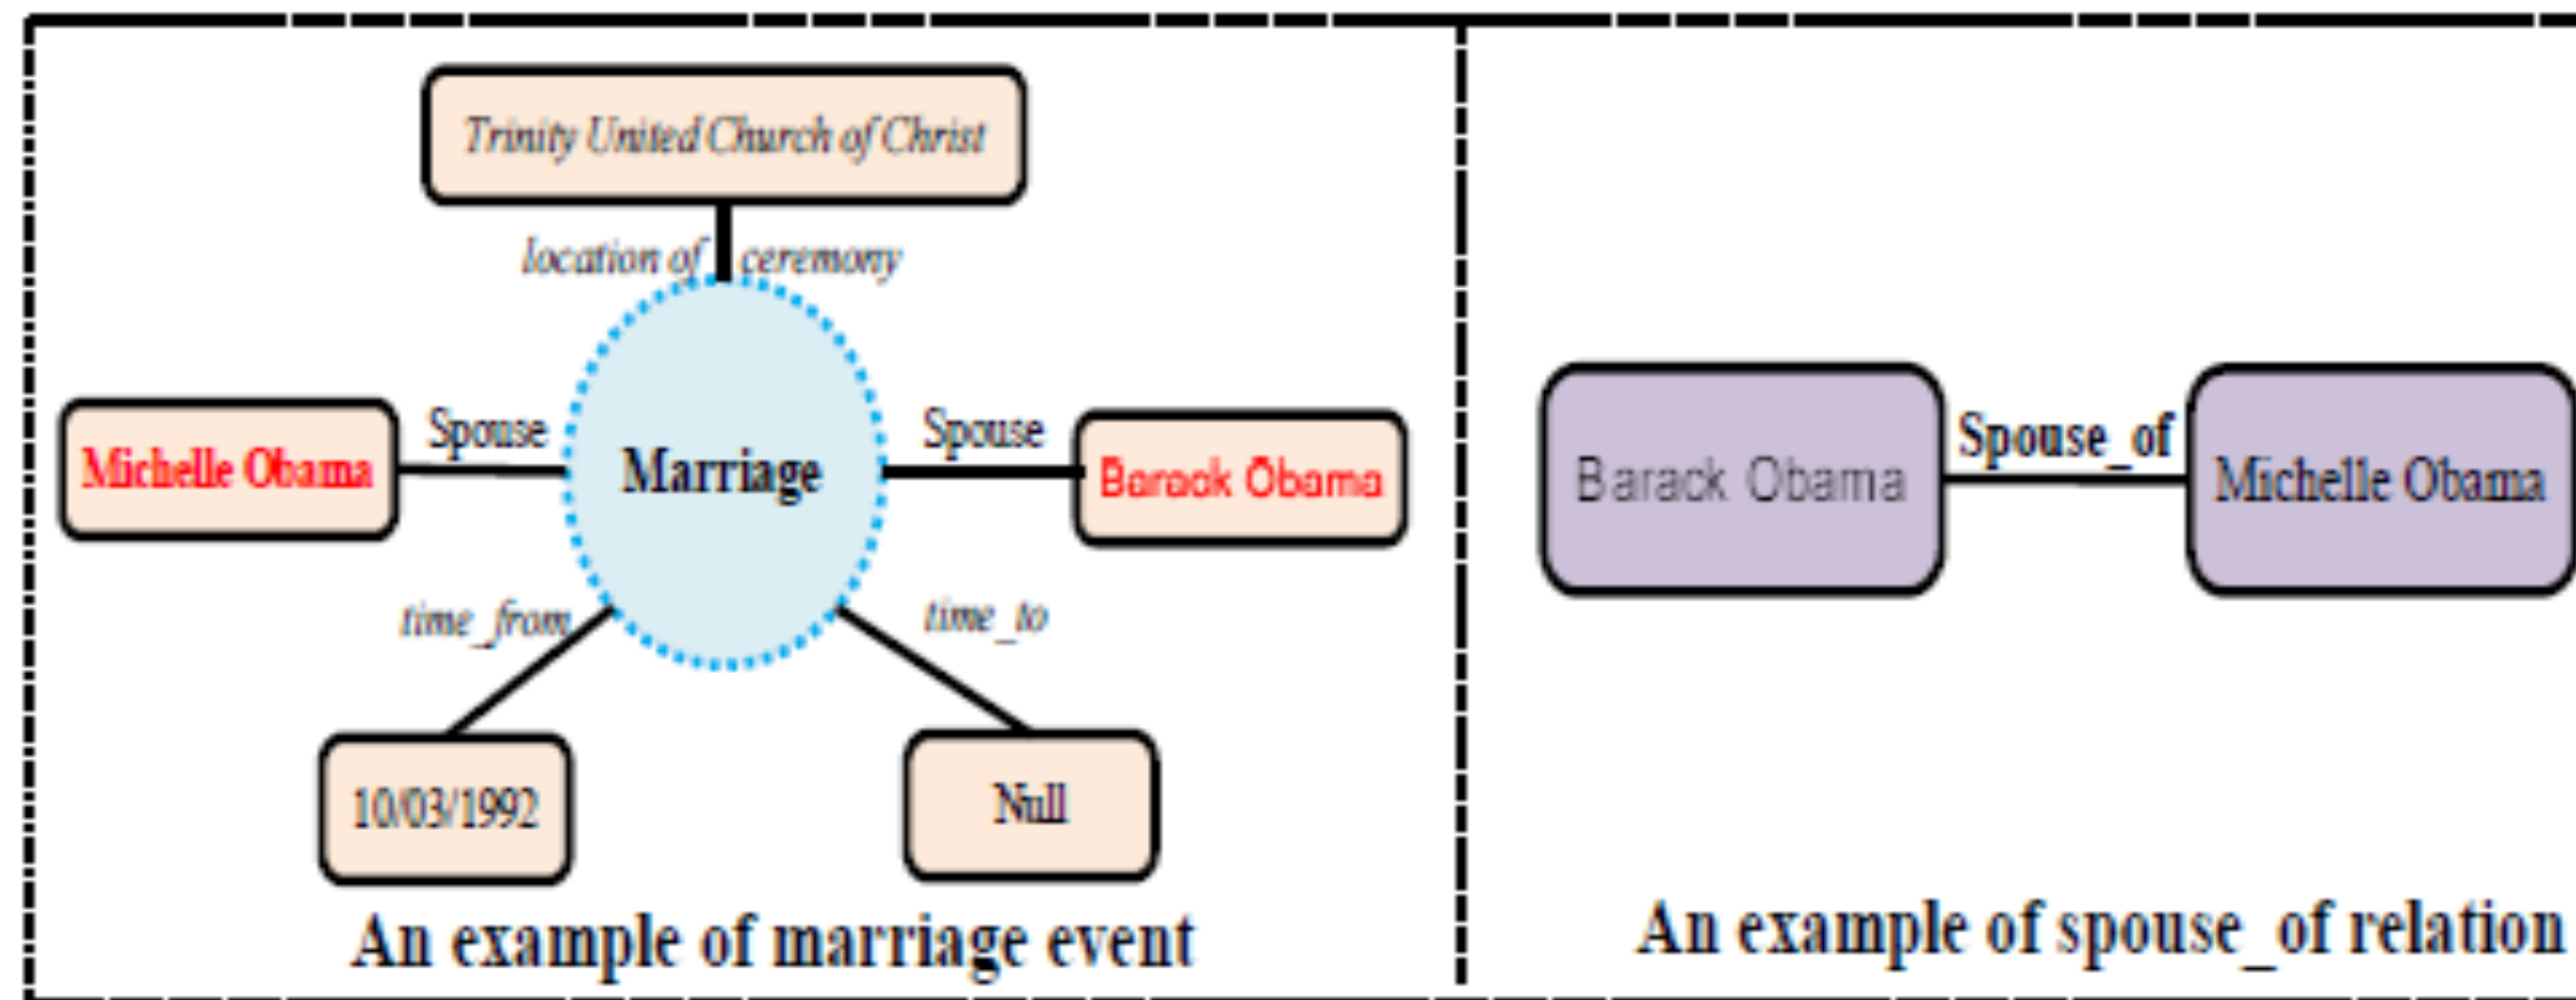 Trinity United Church of Christ
location of ceremony
Spouse
Spouse
Michelle Obama
Marriage
Barack Obama
time_from
time_to
10/03/1992
Null
An example of marriage event
Barack Obama
Spouse_of
Michelle Obama
An example of spouse_of relation